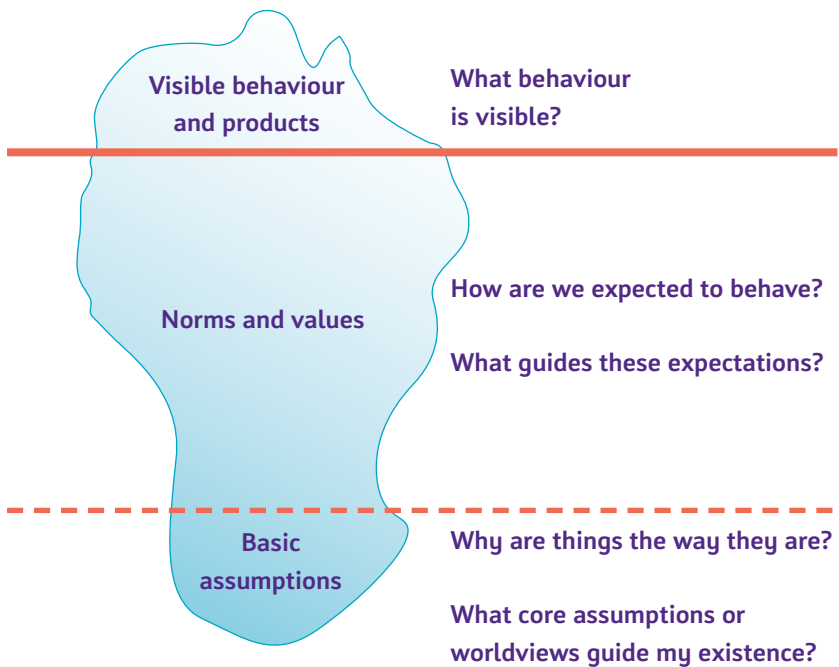 Visible behaviour
and products
What behaviour
is visible?
Norms and values
How are we expected to behave?
What guides these expectations?
Basic
assumptions
Why are things the way they are?
What core assumptions or
worldviews guide my existence?